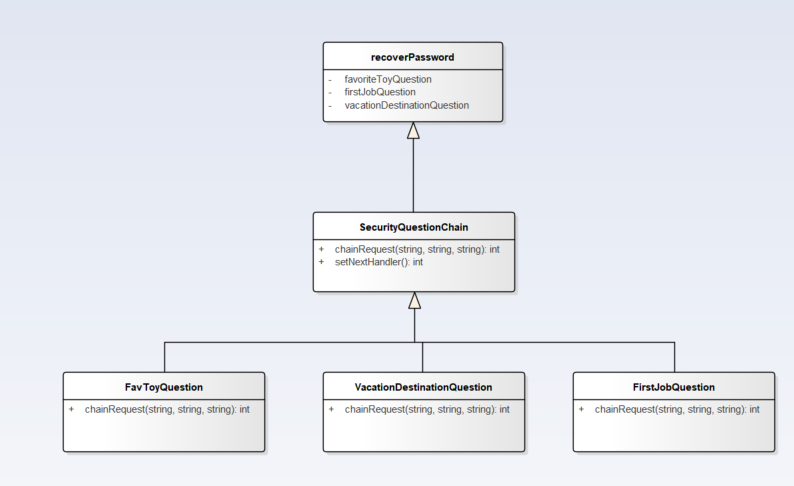 recoverPassword
- favoriteToyQuestion
- firstJobQuestion
- vacationDestinationQuestion
SecurityQuestionChain
+ chainRequest(string, string, string): int
+ setNextHandler(): int
FavToyQuestion
+ chainRequest(string, string, string): int
VacationDestinationQuestion
+ chainRequest(string, string, string): int
FirstJobQuestion
+ chainRequest(string, string, string): int